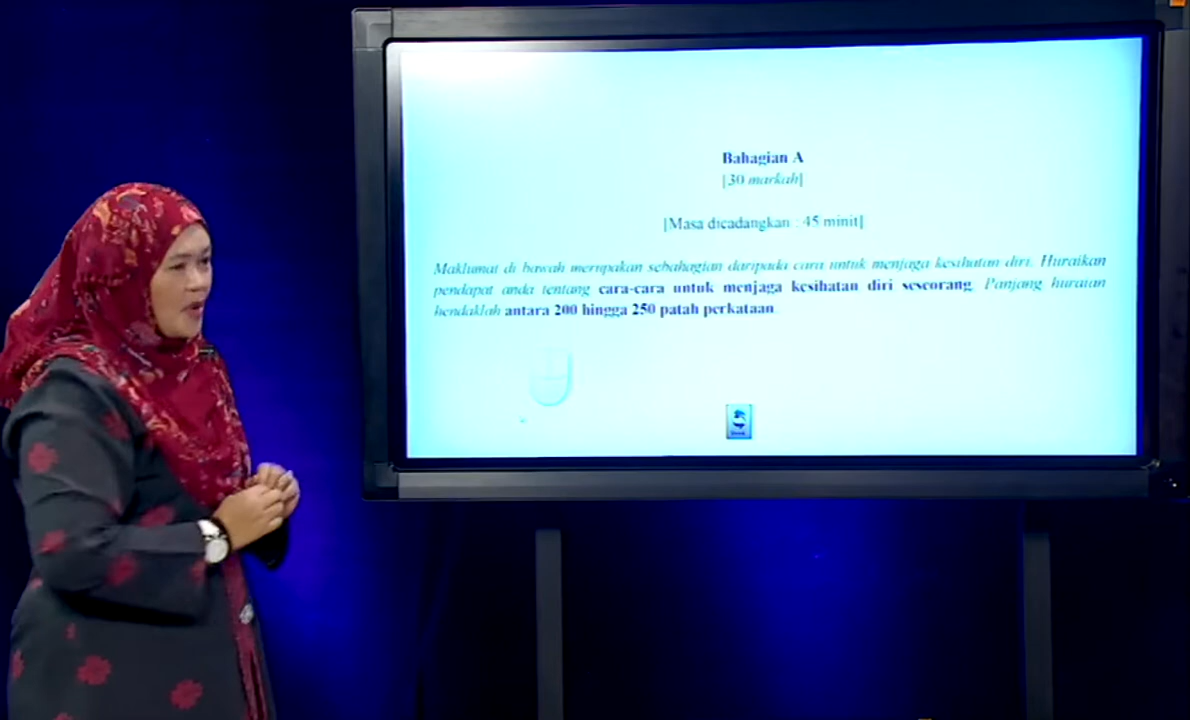 Bahagian A
[30 markah]
[Masa dicadangkan : 45 minit]
Maklumat di bawah merupakan sebahagian daripada cara untuk menjaga kesihatan diri. Huraikan
pendapat anda tentang cara-cara untuk menjaga kesihatan diri seseorang. Panjang huraian
hendaklah antara 200 hingga 250 patah perkataan.